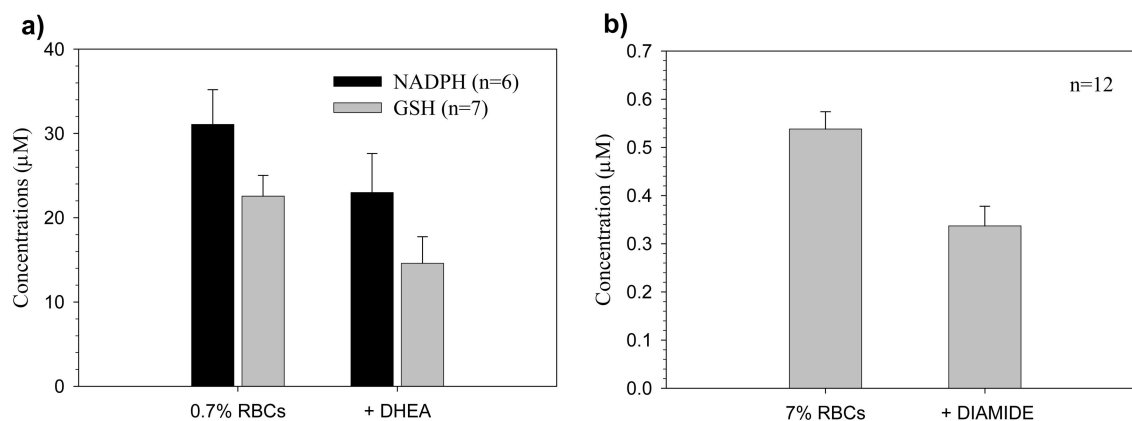 a)
Concentrations (µM)
40
30
20
10
0
NADPH (n=6)
GSH (n=7)
0.7% RBCs
+ DHEA
b)
Concentration (µM)
0.7
0.6
0.5
0.4
0.3
0.2
0.1
0.0
n=12
7% RBCs
+ DIAMIDE